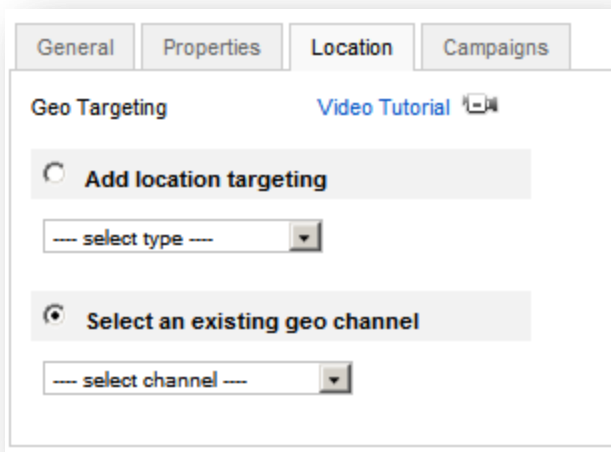 General Properties Location Campaigns
Geo Targeting Video Tutorial
Add location targeting
---- select type ----
Select an existing geo channel
---- select channel ----